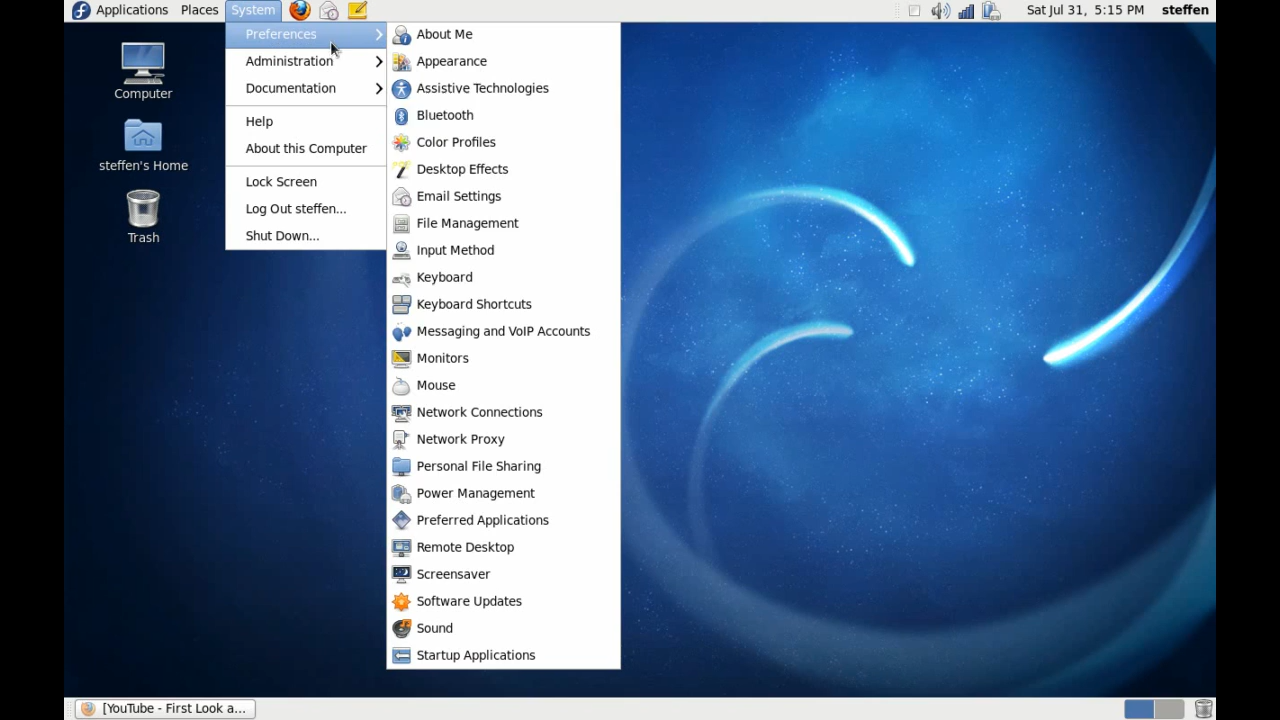 Applications Places System Sat Jul 31, 5:15 PM steffen
Computer
steffen's Home
Trash
Preferences
Administration
Documentation
Help
About this Computer
Lock Screen
Log Out steffen...
Shut Down...
About Me
Appearance
Assistive Technologies
Bluetooth
Color Profiles
Desktop Effects
Email Settings
File Management
Input Method
Keyboard
Keyboard Shortcuts
Messaging and VoIP Accounts
Monitors
Mouse
Network Connections
Network Proxy
Personal File Sharing
Power Management
Preferred Applications
Remote Desktop
Screensaver
Software Updates
Sound
Startup Applications
[YouTube - First Look a...